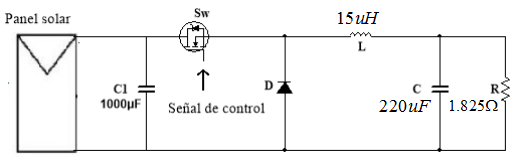 Panel solar
Sw
15uH
L
C1
1000µF
Señal de control
D
C
220uF
R
1.825Ω